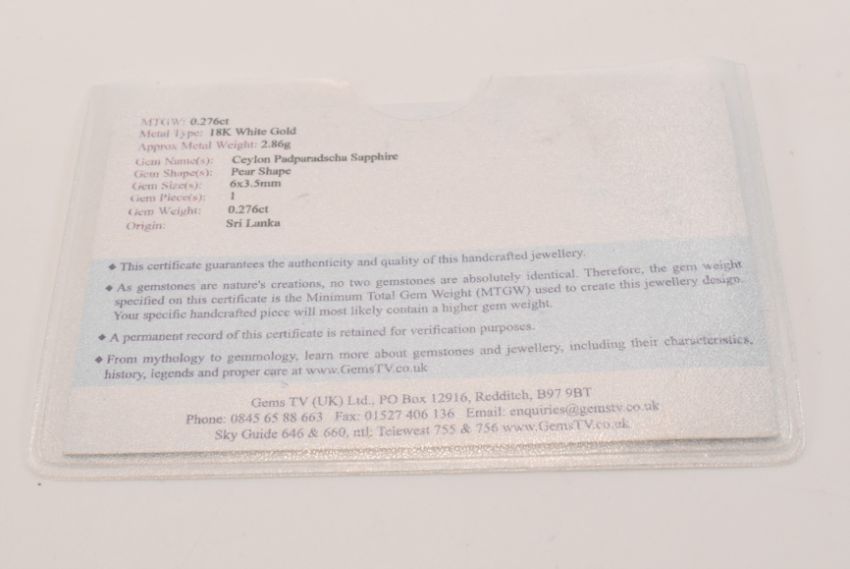 MTGW: 0.276ct
Metal Type: 18K White Gold
Approx Metal Weight: 2.86g
Gem Name(s): Ceylon Padparadscha Sapphire
Gem Shape(s): Pear Shape
Gem Size(s): 6x3.5mm
Gem Piece(s): 1
Gem Weight: 0.276ct
Origin: Sri Lanka
◆ This certificate guarantees the authenticity and quality of this handcrafted jewellery.
◆ As gemstones are nature's creations, no two gemstones are absolutely identical. Therefore, the gem weight
specified on this certificate is the Minimum Total Gem Weight (MTGW) used to create this jewellery design.
Your specific handcrafted piece will most likely contain a higher gem weight.
◆ A permanent record of this certificate is retained for verification purposes.
◆ From mythology to gemmology, learn more about gemstones and jewellery, including their characteristics,
history, legends and proper care at www.GemsTV.co.uk
Gems TV (UK) Ltd., PO Box 12916, Redditch, B97 9BT
Phone: 0845 65 88 663 Fax: 01527 406 136 Email: enquiries@gemstv.co.uk
Sky Guide 646 & 660, ntl: Telewest 755 & 756 www.GemsTV.co.uk